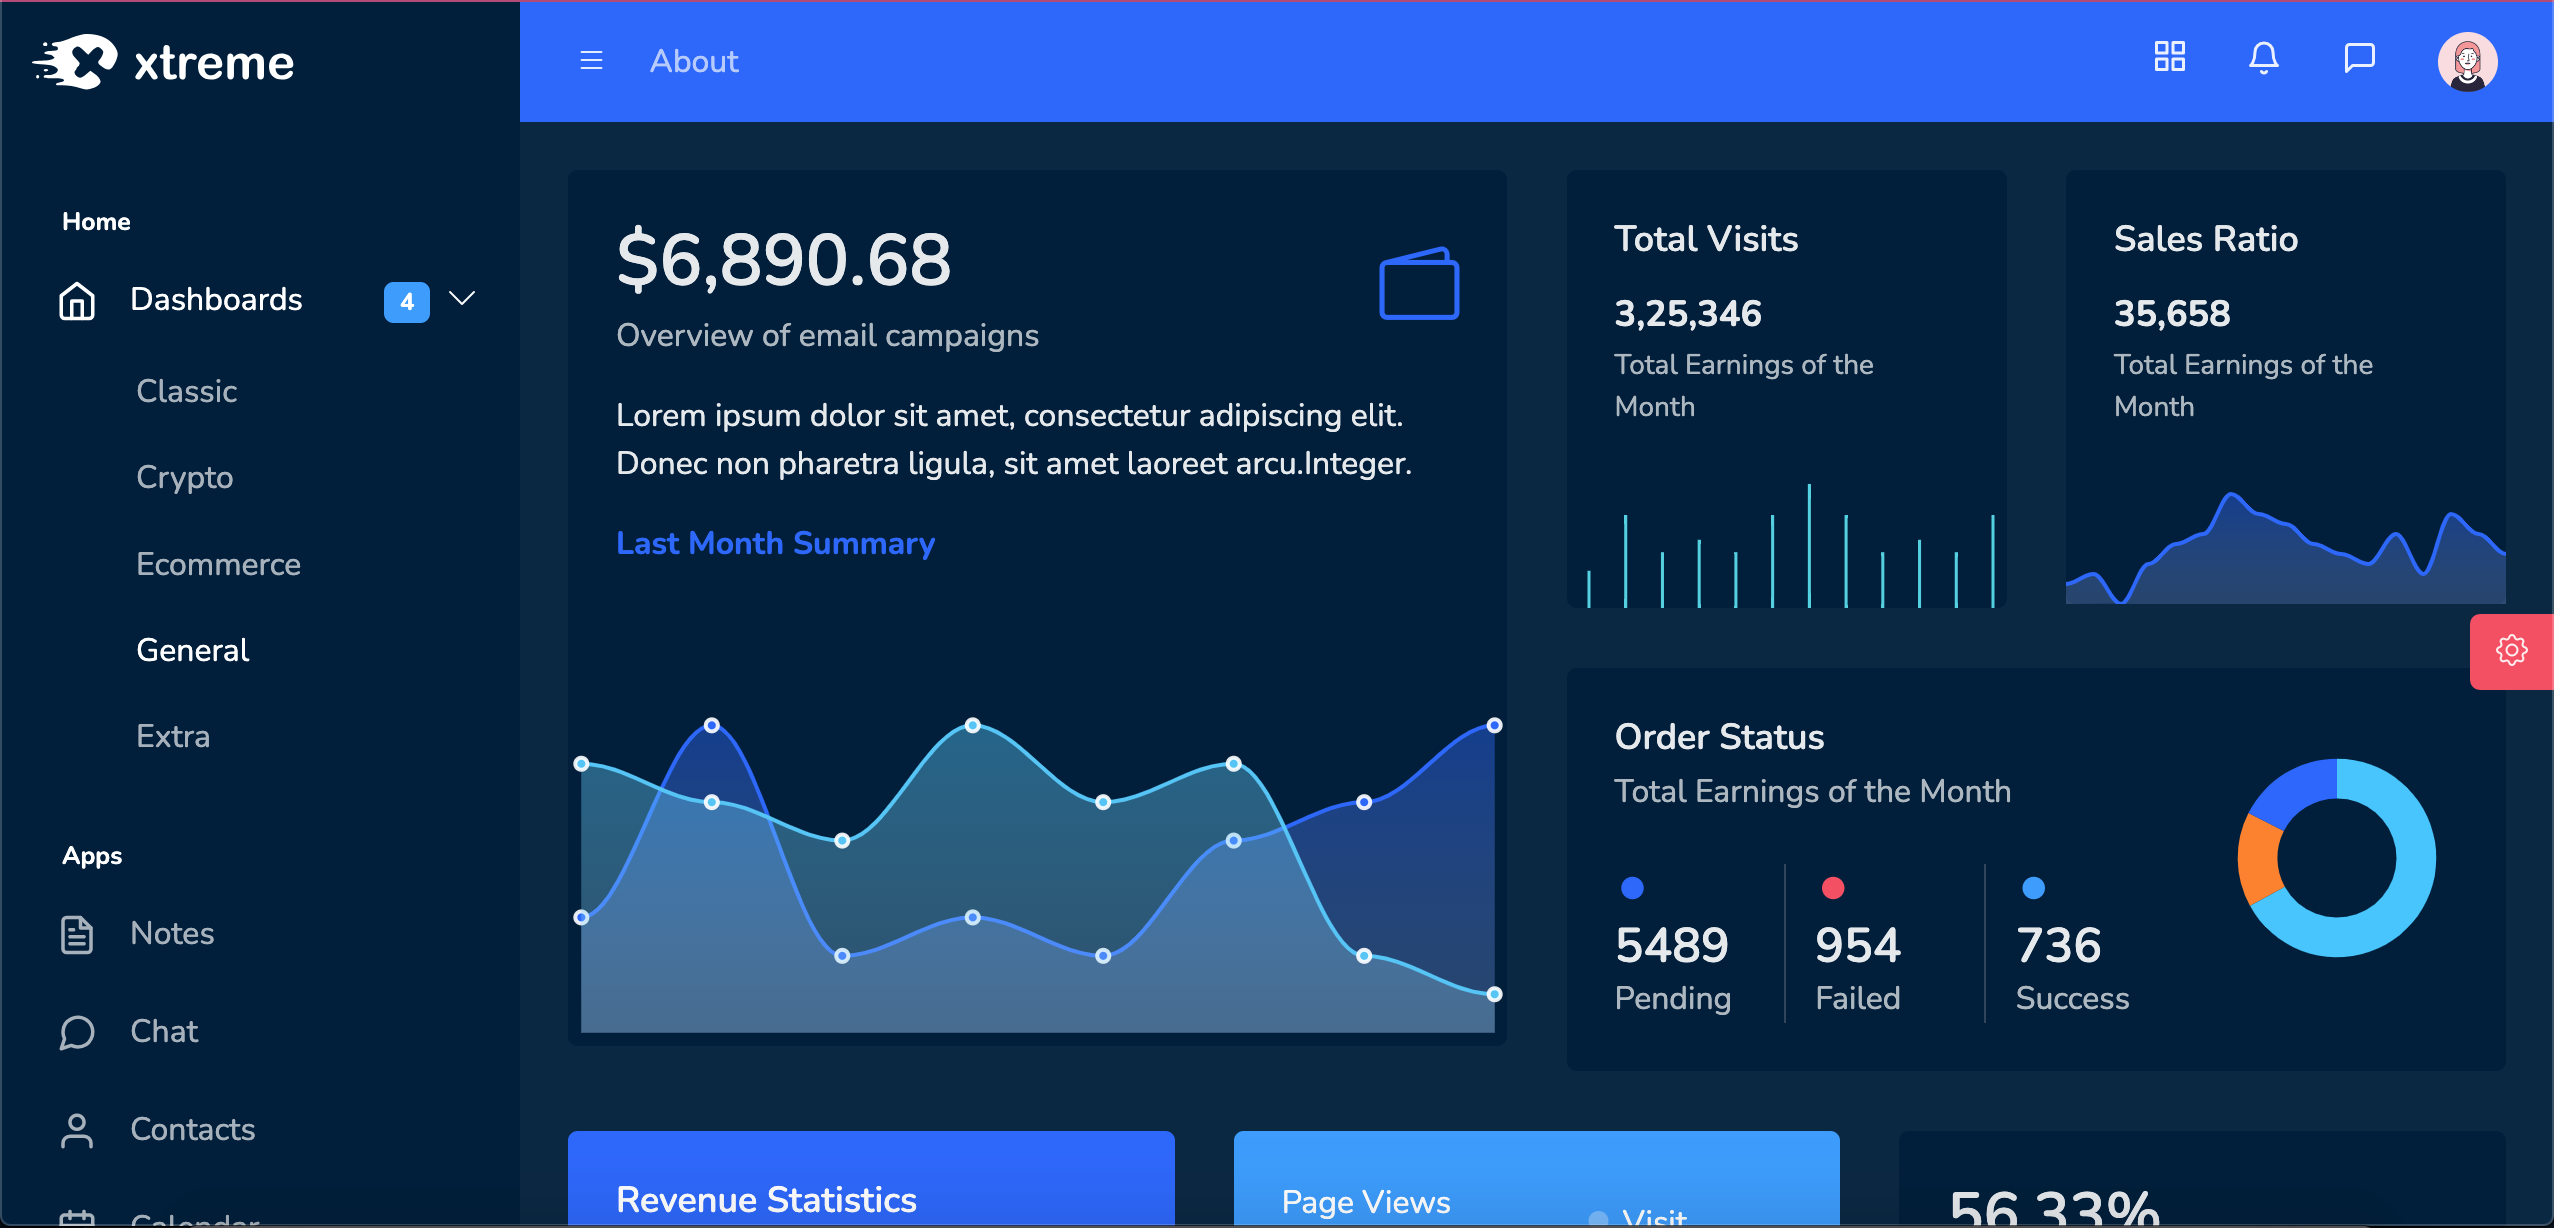 xtreme
About
Home
Dashboards 4
Classic
Crypto
Ecommerce
General
Extra
Apps
Notes
Chat
Contacts
Calendar
$6,890.68
Overview of email campaigns
Lorem ipsum dolor sit amet, consectetur adipiscing elit.
Donec non pharetra ligula, sit amet laoreet arcu.Integer.
Last Month Summary
Total Visits
3,25,346
Total Earnings of the
Month
Sales Ratio
35,658
Total Earnings of the
Month
Order Status
Total Earnings of the Month
5489
Pending
954
Failed
736
Success
Revenue Statistics
Page Views
Visit
56.33%